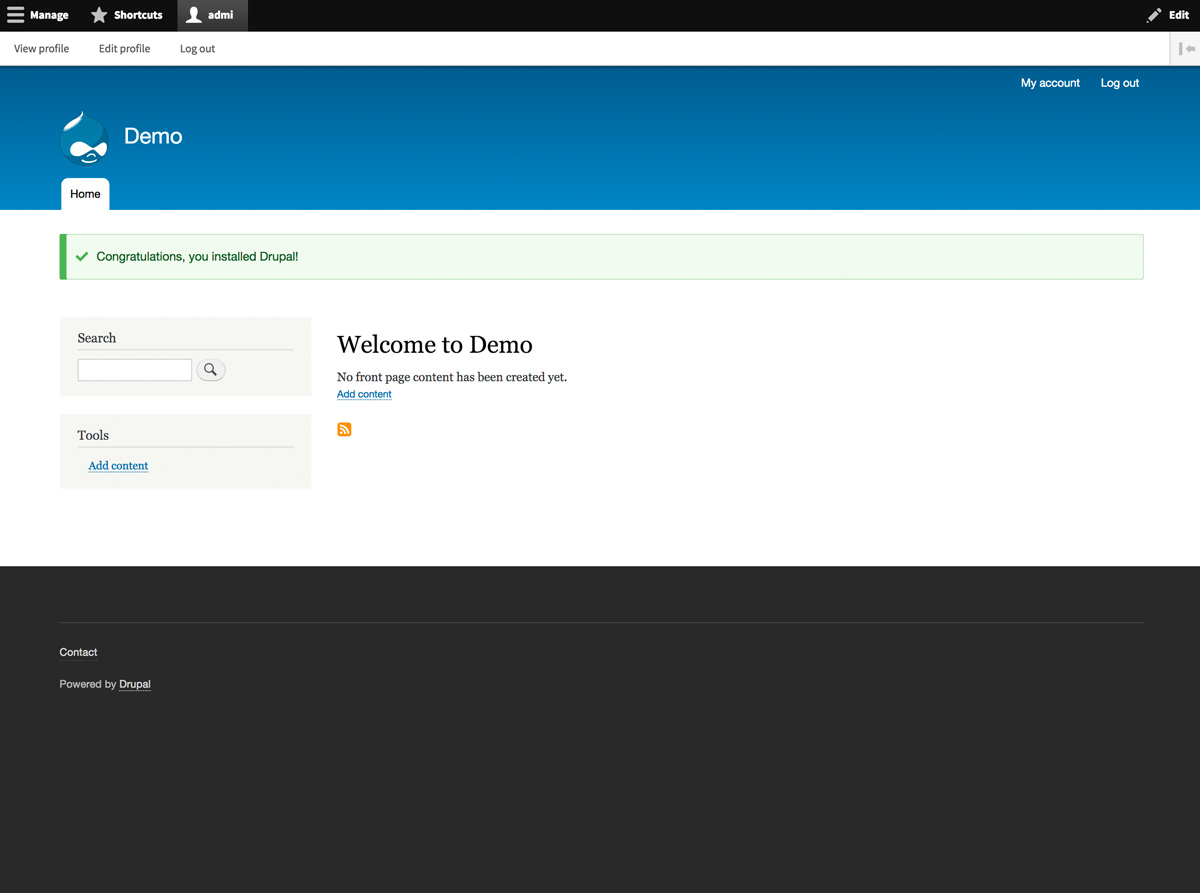 Manage Shortcuts admi Edit
View profile Edit profile Log out
My account Log out
Demo
Home
Congratulations, you installed Drupal!
Search
Welcome to Demo
No front page content has been created yet.
Add content
Tools
Add content
Contact
Powered by Drupal